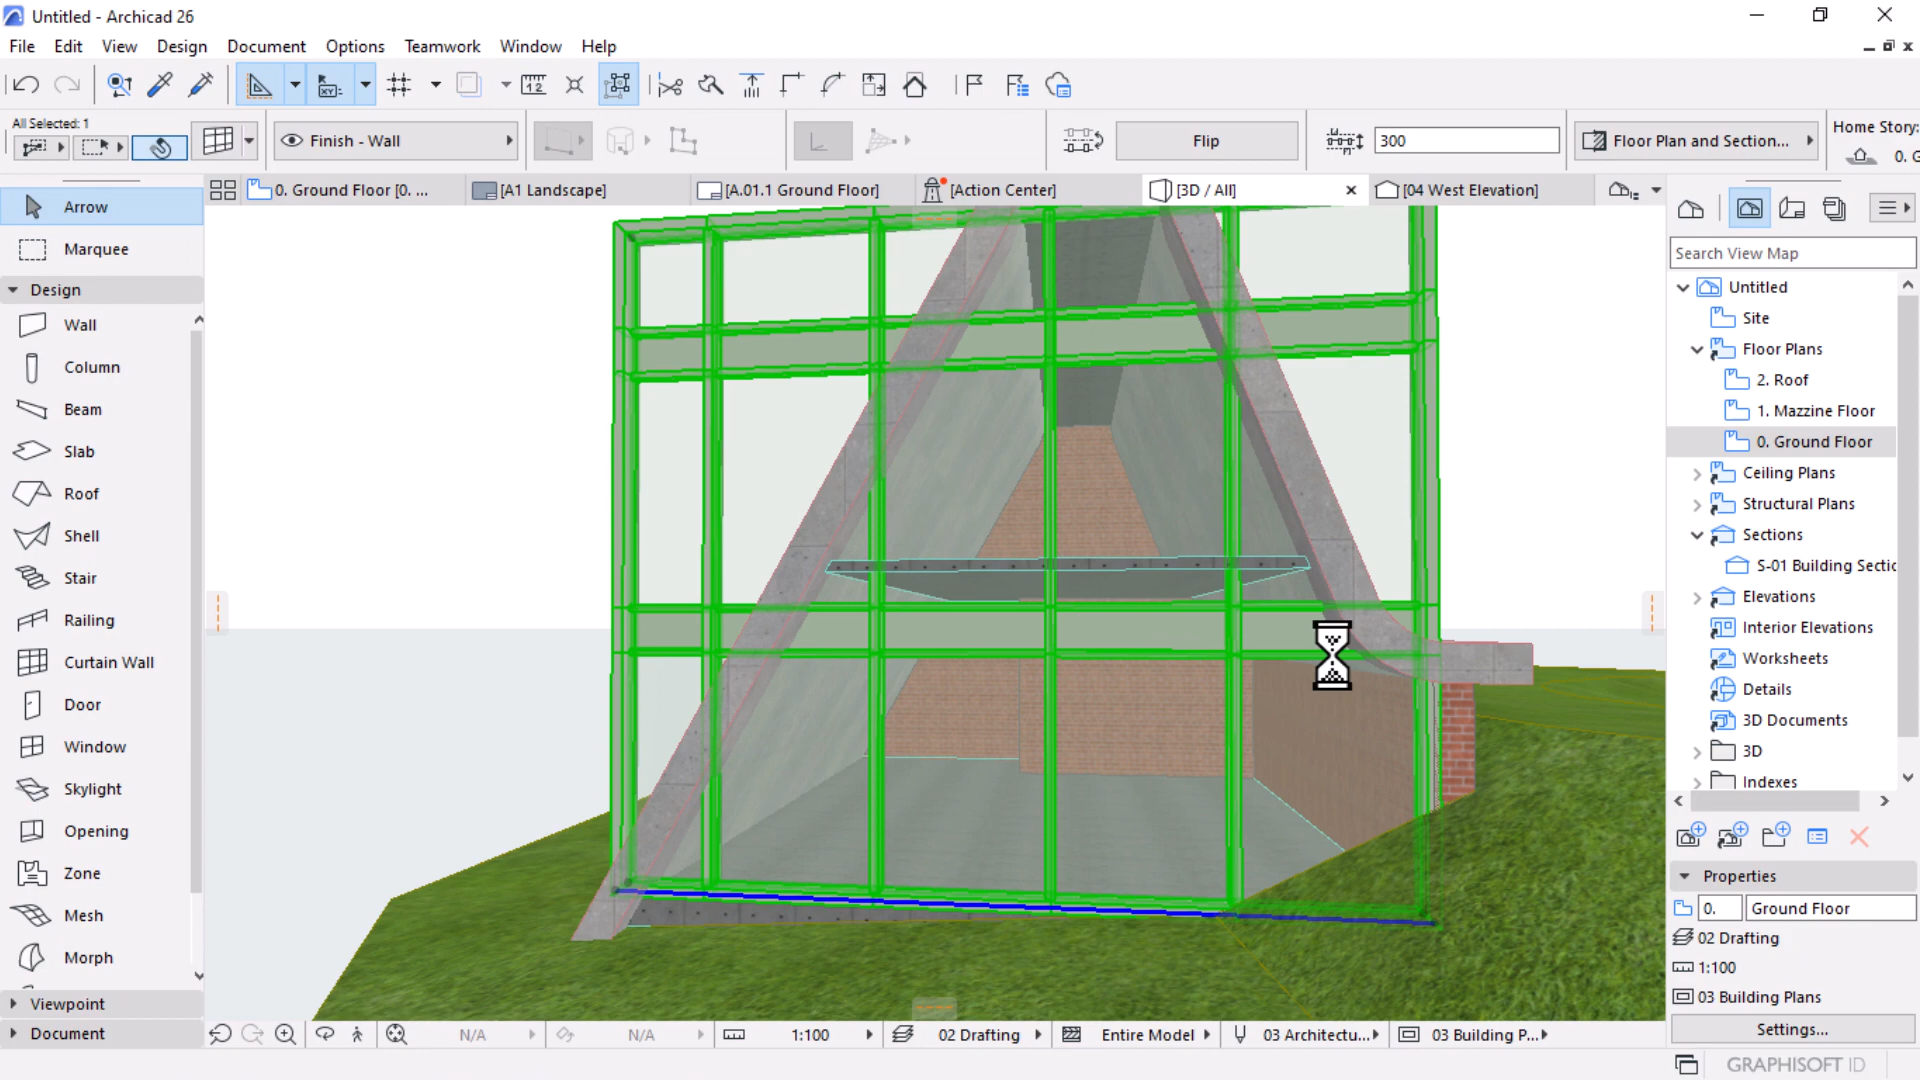 Untitled - Archicad 26
File Edit View Design Document Options Teamwork Window Help
All Selected: 1
Finish - Wall
Flip
300
Floor Plan and Section...
Home Story:
0. G
0. Ground Floor [0. ...
[A1 Landscape]
[A.01.1 Ground Floor]
[Action Center]
[3D / All]
[04 West Elevation]
Arrow
Marquee
Design
Wall
Column
Beam
Slab
Roof
Shell
Stair
Railing
Curtain Wall
Door
Window
Skylight
Opening
Zone
Mesh
Morph
Viewpoint
Document
Search View Map
Untitled
Site
Floor Plans
2. Roof
1. Mazzine Floor
0. Ground Floor
Ceiling Plans
Structural Plans
Sections
S-01 Building Sectic
Elevations
Interior Elevations
Worksheets
Details
3D Documents
3D
Indexes
Properties
0. Ground Floor
02 Drafting
1:100
03 Building Plans
Settings...
N/A
N/A
1:100
02 Drafting
Entire Model
03 Architectu...
03 Building P...
GRAPHISOFT ID